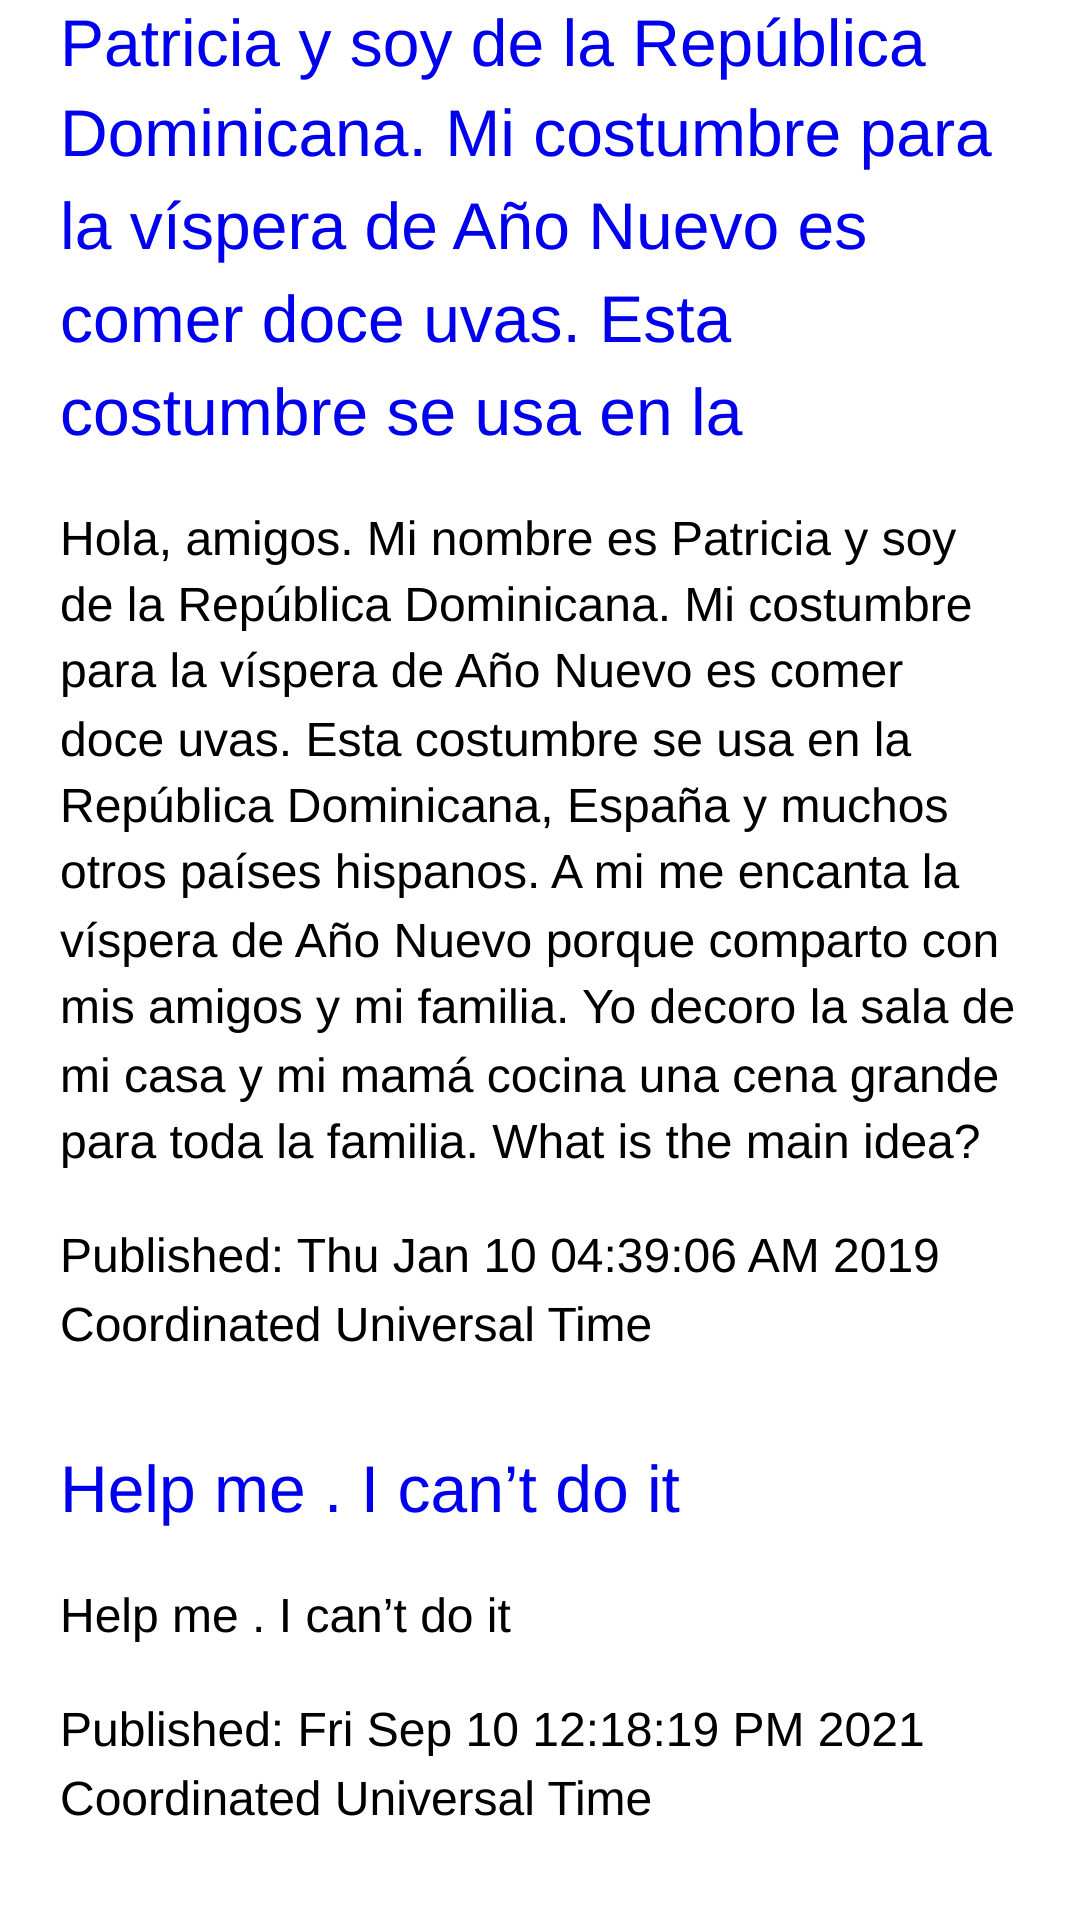 Patricia y soy de la República
Dominicana. Mi costumbre para
la víspera de Año Nuevo es
comer doce uvas. Esta
costumbre se usa en la
Hola, amigos. Mi nombre es Patricia y soy
de la República Dominicana. Mi costumbre
para la víspera de Año Nuevo es comer
doce uvas. Esta costumbre se usa en la
República Dominicana, España y muchos
otros países hispanos. A mi me encanta la
víspera de Año Nuevo porque comparto con
mis amigos y mi familia. Yo decoro la sala de
mi casa y mi mamá cocina una cena grande
para toda la familia. What is the main idea?
Published: Thu Jan 10 04:39:06 AM 2019
Coordinated Universal Time
Help me . I can’t do it
Help me . I can’t do it
Published: Fri Sep 10 12:18:19 PM 2021
Coordinated Universal Time